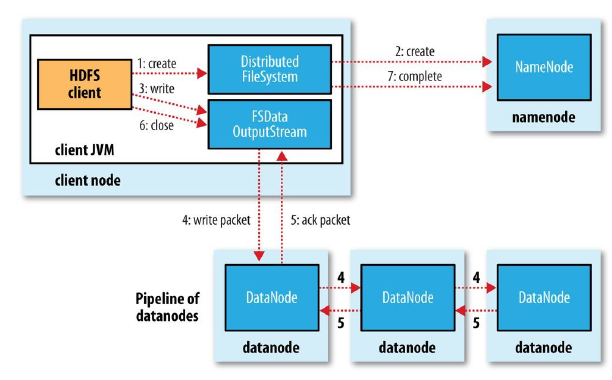 HDFS
client
1: create
3: write
6: close
Distributed
FileSystem
FSData
OutputStream
client JVM
client node
2: create
7: complete
NameNode
namenode
4: write packet
5: ack packet
Pipeline of
datanodes
DataNode
datanode
4
5
DataNode
datanode
4
5
DataNode
datanode